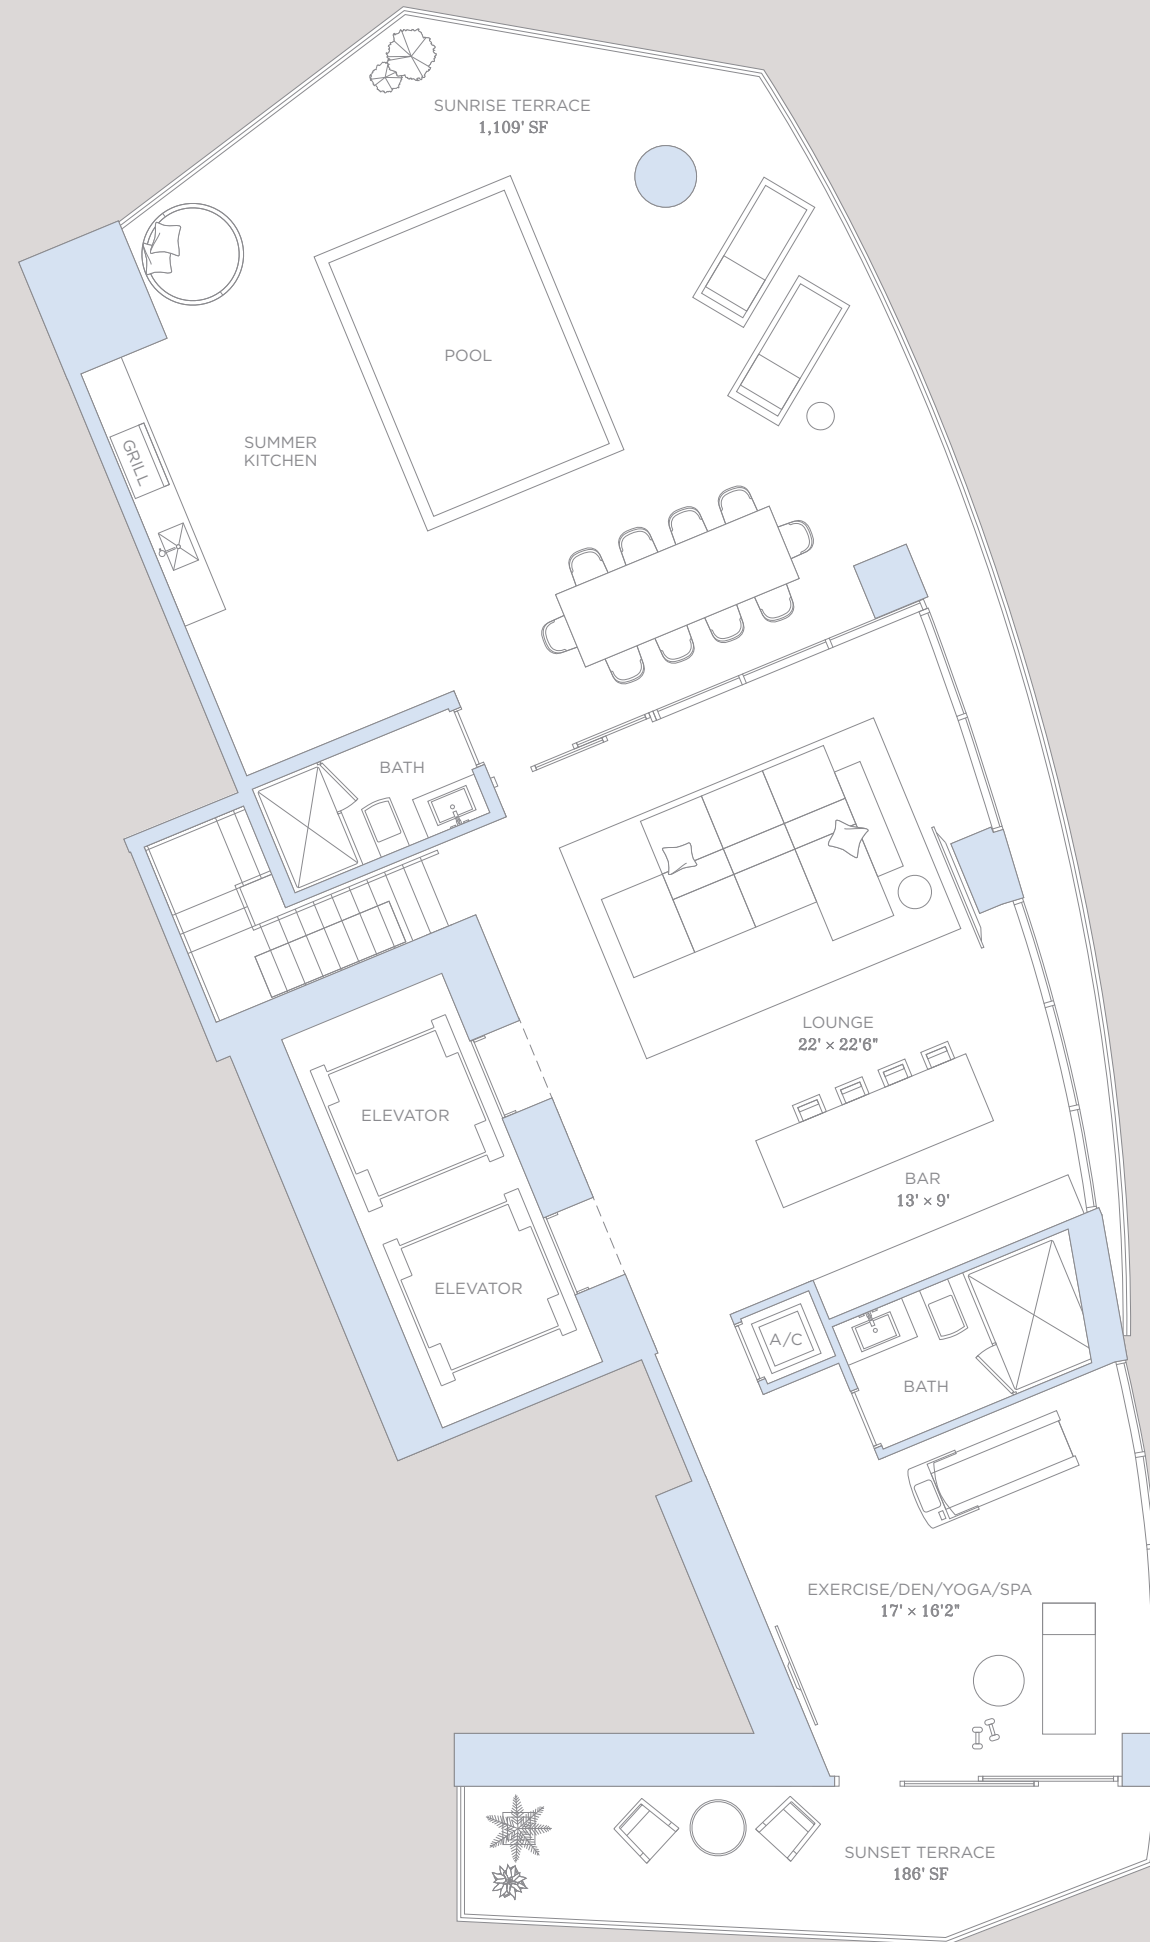 SUNRISE TERRACE
1,109' SF
POOL
SUMMER
KITCHEN
GRILL
BATH
LOUNGE
22' × 22'6"
ELEVATOR
BAR
13' × 9'
ELEVATOR
A/C
BATH
EXERCISE/DEN/YOGA/SPA
17' × 16'2"
SUNSET TERRACE
186' SF